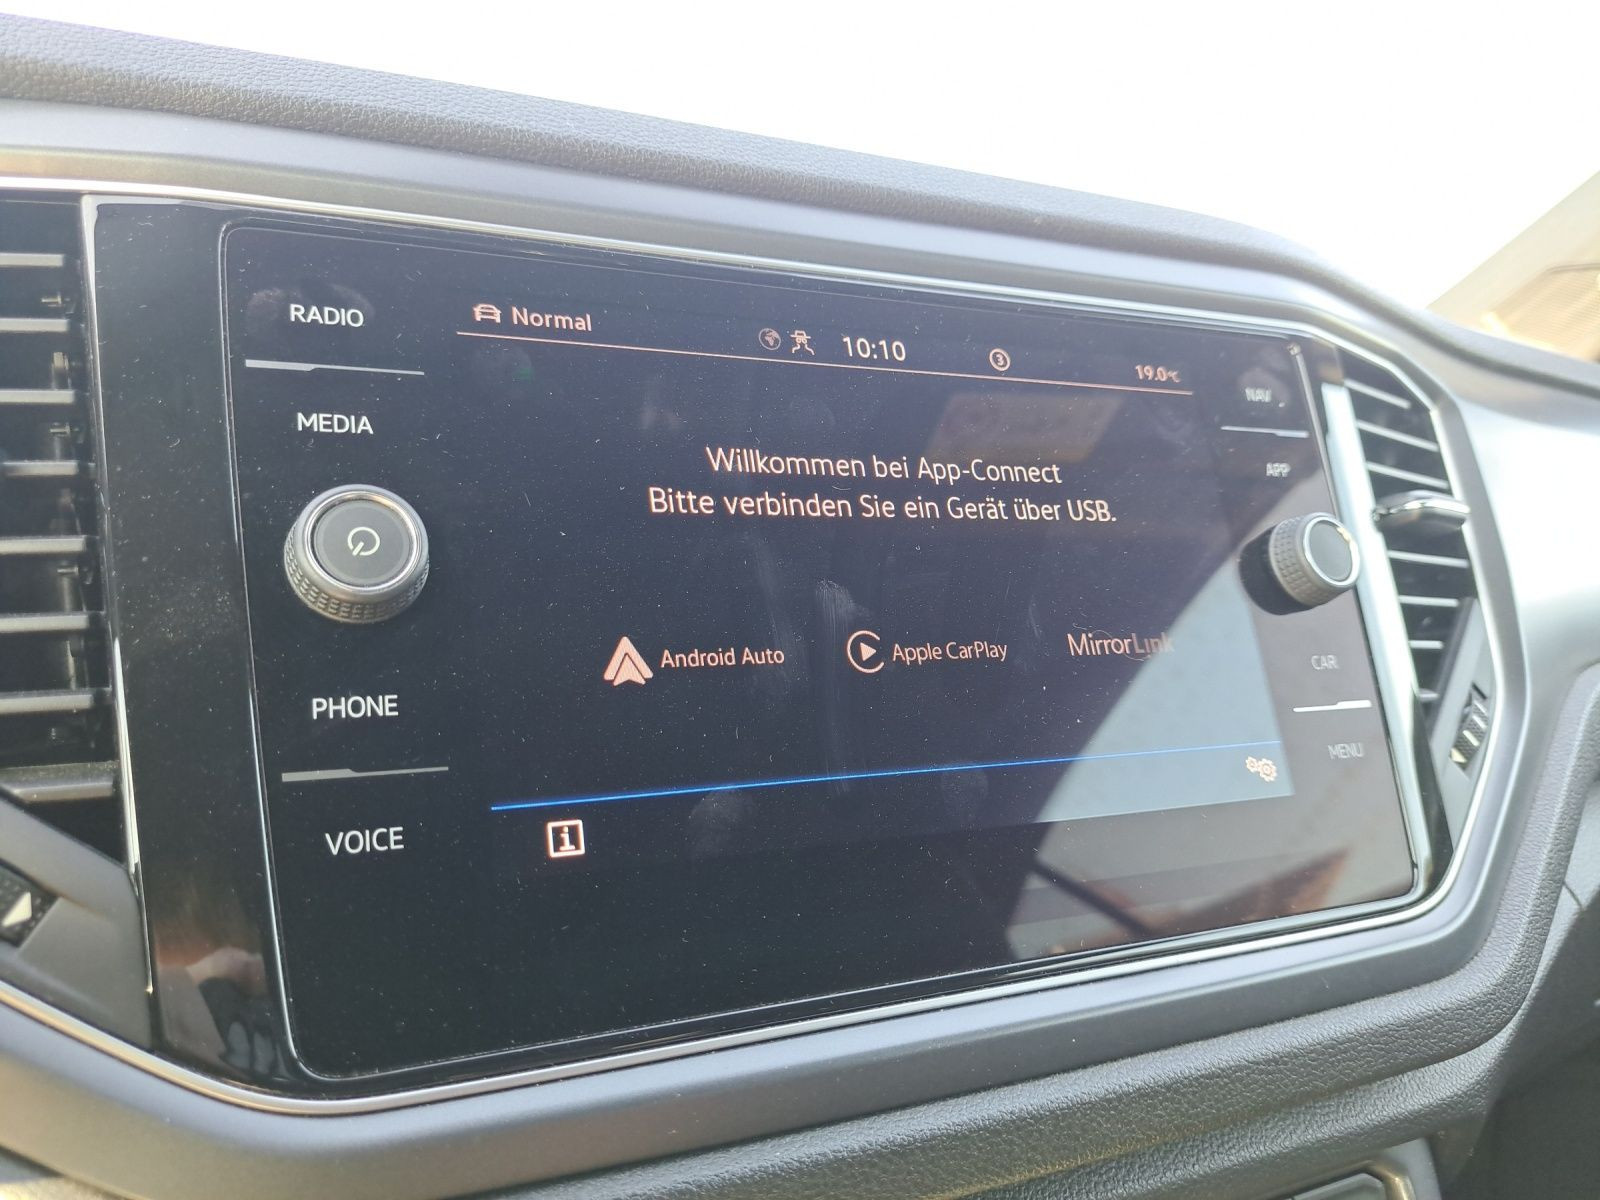 RADIO
MEDIA
PHONE
VOICE
Normal
10:10
3
19.0°C
Willkommen bei App-Connect
Bitte verbinden Sie ein Gerät über USB.
Android Auto
Apple CarPlay
MirrorLink
i
NAV
APP
CAR
MENU